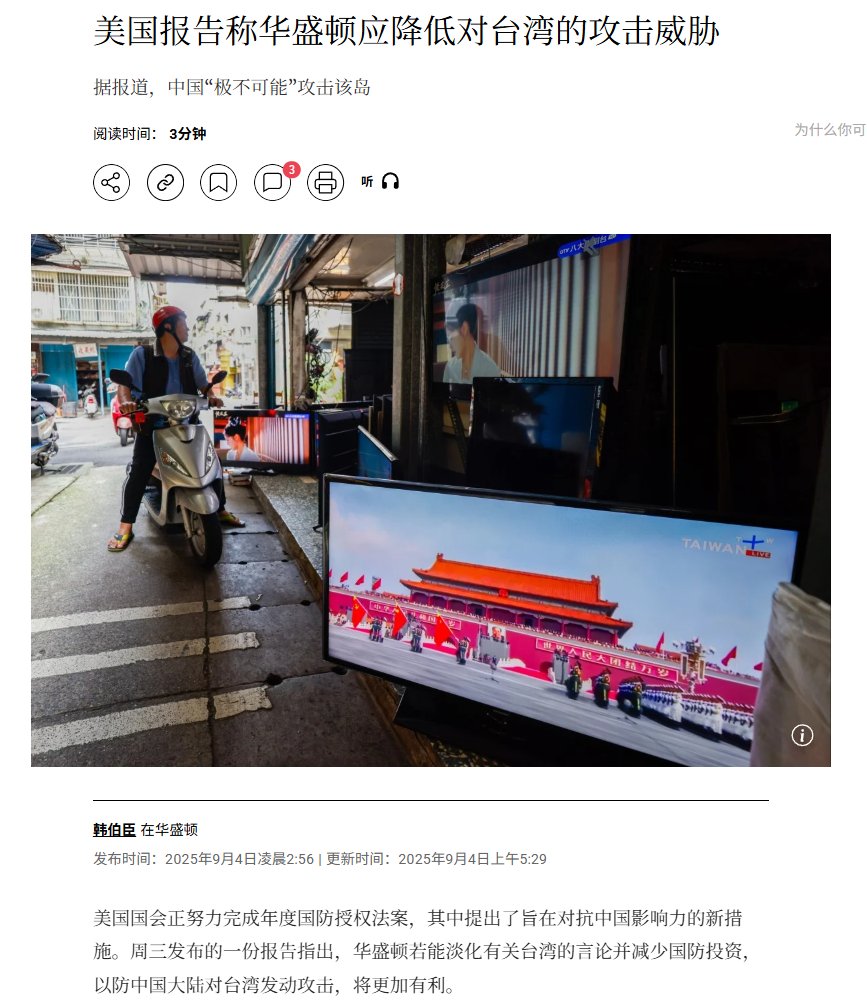 美国报告称华盛顿应降低对台湾的攻击威胁
据报道，中国“极不可能”攻击该岛
阅读时间： 3分钟
为什么你可
3
听
TAIWAN
LIVE
世界人民大团结万岁
韩伯臣 在华盛顿
发布时间：2025年9月4日凌晨2:56 | 更新时间：2025年9月4日上午5:29
美国国会正努力完成年度国防授权法案，其中提出了旨在对抗中国影响力的新措
施。周三发布的一份报告指出，华盛顿若能淡化有关台湾的言论并减少国防投资，
以防中国大陆对台湾发动攻击，将更加有利。